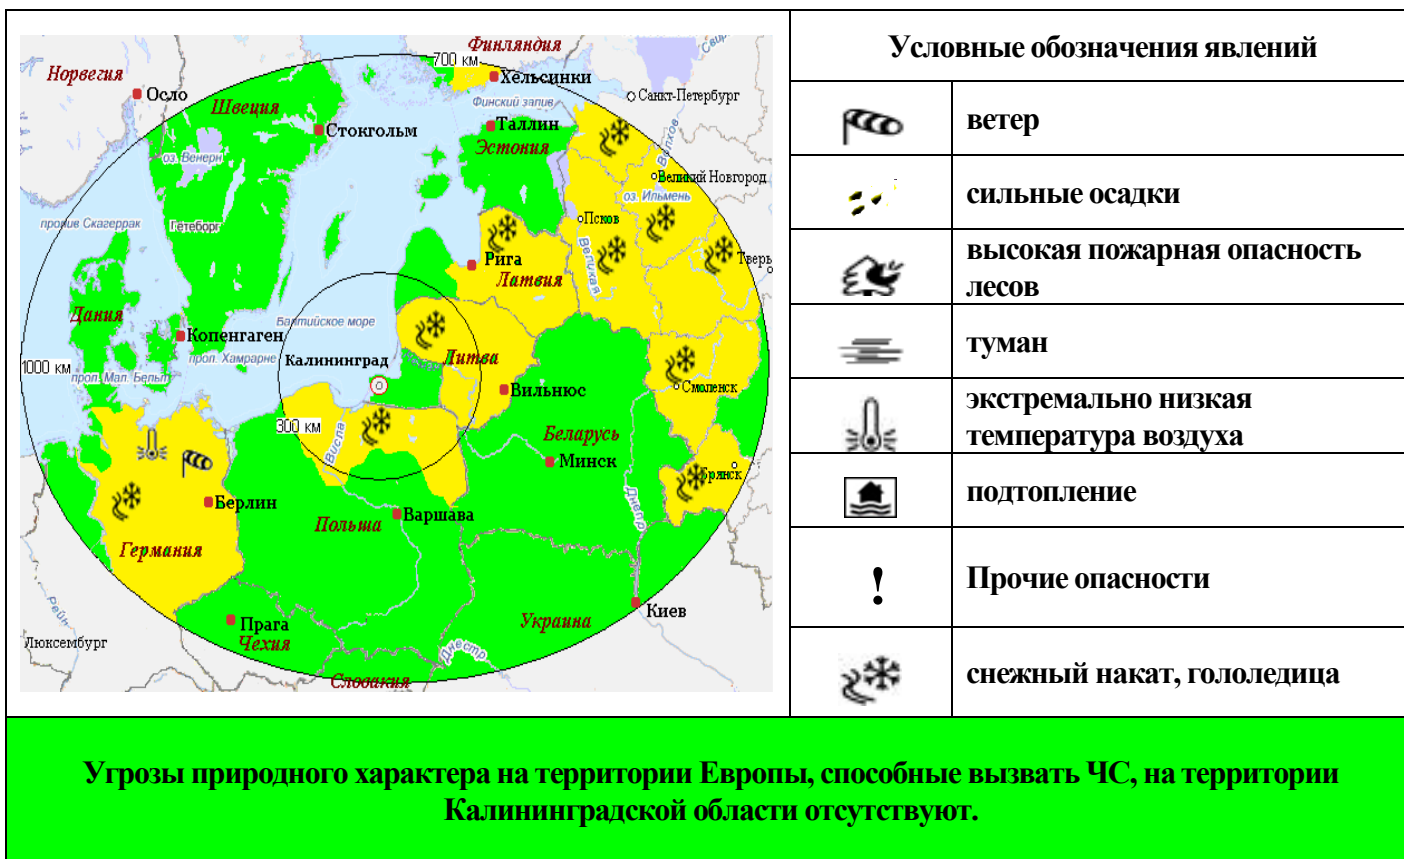 Финляндия
700 км
Норвегия
Хельсинки
Осло
Санкт-Петербург
Швеция
Финский запив
Стокгольм
Таллин
Эстония
Волхов
оз. Венерн
Великий Новгород
оз. Ильмень
пролив Скагеррак
Гетеборг
Псков
Великая
Рига
Тверь
Латвия
Дания
Балтийское море
Копенгаген
прол. Хамрарне
Калининград
Литва
1000 км
прол. Мал. Бельт
Смоленск
Вильнюс
300 км
Висла
Беларусь
Минск
Брянск
Берлин
Днепр
Варшава
Польша
Германия
Рейн
Киев
Прага
Украина
Чехия
Люксембург
Днестр
Словакия
Условные обозначения явлений
ветер
сильные осадки
высокая пожарная опасность
лесов
туман
экстремально низкая
температура воздуха
подтопление
!
Прочие опасности
снежный накат, гололедица
Угрозы природного характера на территории Европы, способные вызвать ЧС, на территории
Калининградской области отсутствуют.